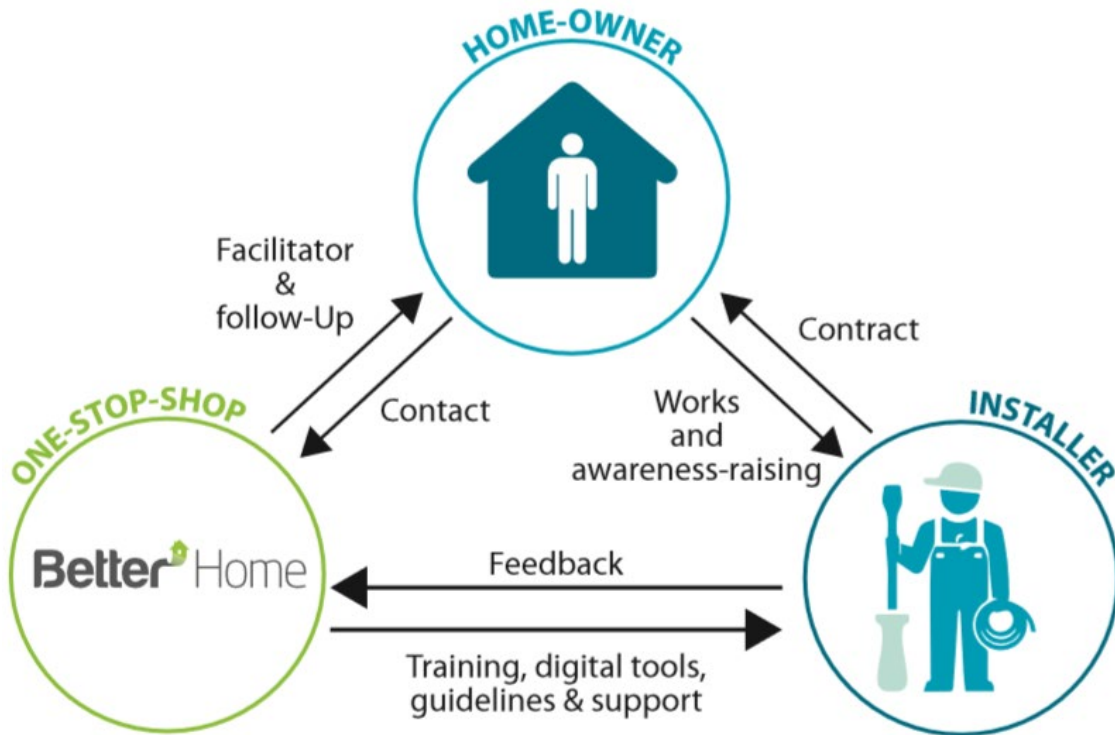 HOME-OWNER
Facilitator
&
follow-Up
Contact
Contract
Works
and
awareness-raising
ONE-STOP-SHOP
Better Home
INSTALLER
Feedback
Training, digital tools,
guidelines & support